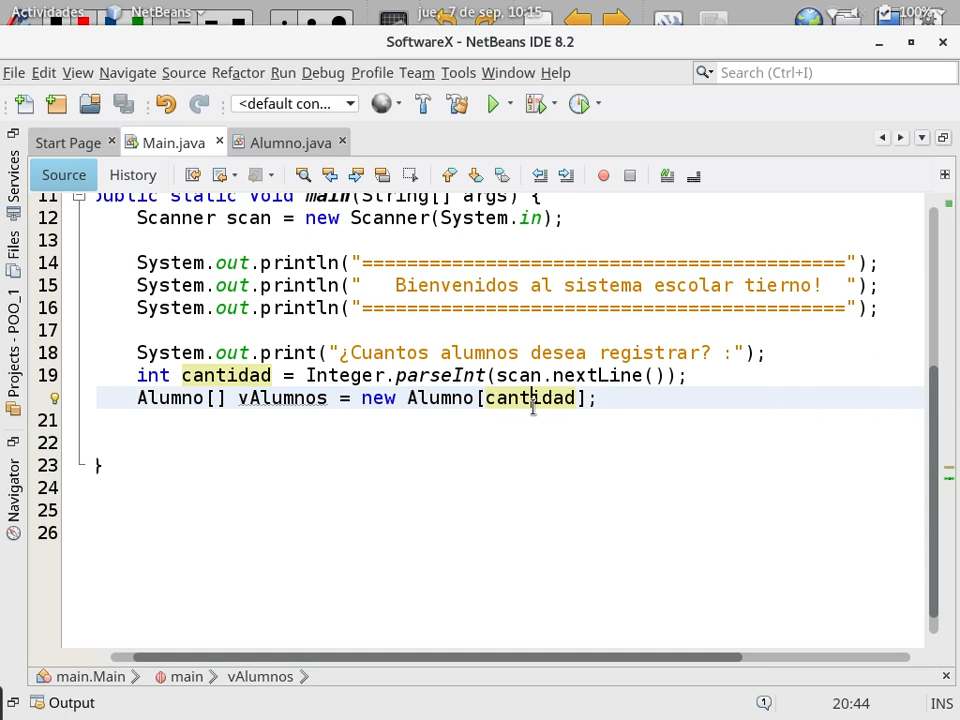 Actividades NetBeans jue 7 de sep, 10:15 100%
SoftwareX - NetBeans IDE 8.2
File Edit View Navigate Source Refactor Run Debug Profile Team Tools Window Help Search (Ctrl+I)
<default con...
Start Page Main.java Alumno.java
Source History
Services
Files
Projects - POO_1
Navigator
11 public static void main(String[] args) {
12 Scanner scan = new Scanner(System.in);
13
14 System.out.println("===========================================");
15 System.out.println("   Bienvenidos al sistema escolar tierno!  ");
16 System.out.println("===========================================");
17
18 System.out.print("¿Cuantos alumnos desea registrar? :");
19 int cantidad = Integer.parseInt(scan.nextLine());
Alumno[] vAlumnos = new Alumno[cantidad];
21
22
23 }
24
25
26
main.Main main vAlumnos
Output 1 20:44 INS